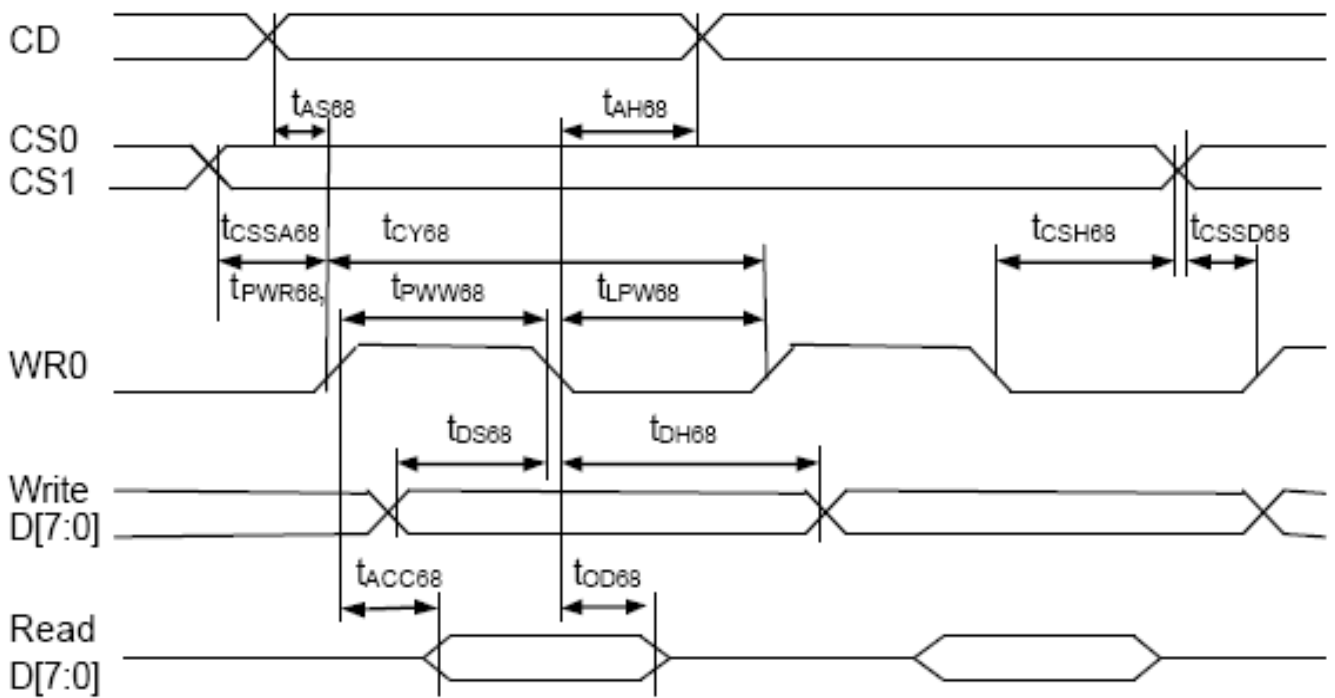 CD
tAS68 tAH68
CS0
CS1
tCSSA68 tCY68 tCSH68 tCSSD68
tPWR68, tPWW68 tLPW68
WR0
tDS68 tDH68
Write
D[7:0]
tACC68 tOD68
Read
D[7:0]